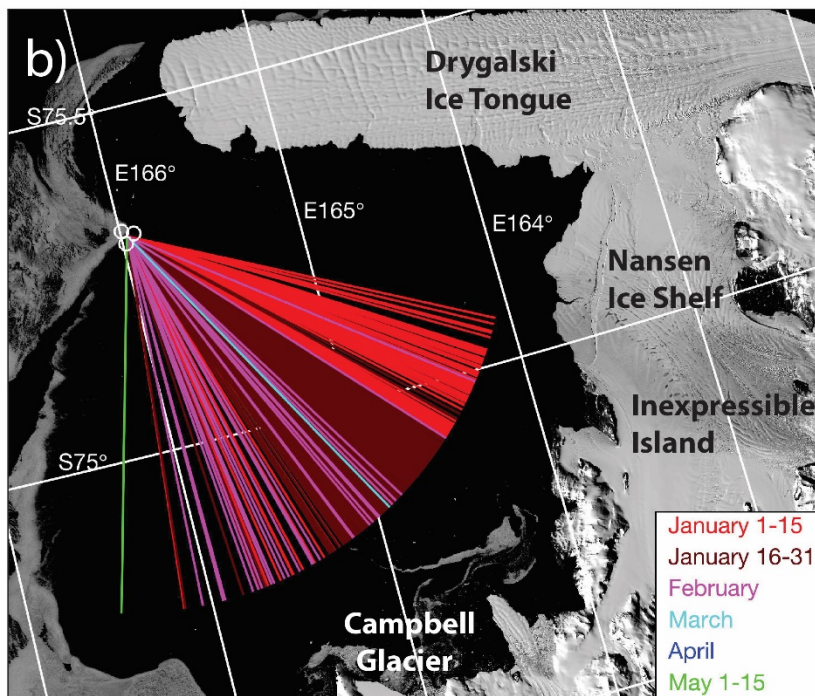 b)
Drygalski
Ice Tongue
S75.5°
E166°
E165°
E164°
Nansen
Ice Shelf
Inexpressible
Island
S75°
Campbell
Glacier
January 1-15
January 16-31
February
March
April
May 1-15